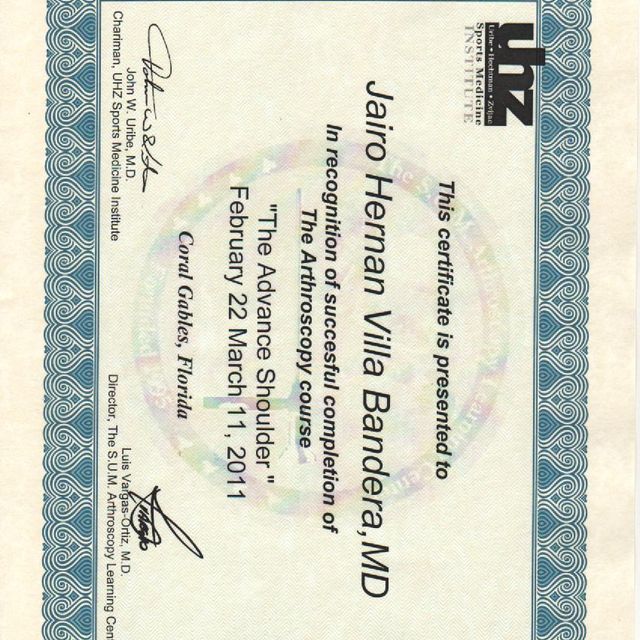 uhz
Uribe • Hechtman • Zvijac
Sports Medicine
INSTITUTE
This certificate is presented to
Jairo Hernan Villa Bandera,MD
In recognition of succesful completion of
The Arthroscopy course
"The Advance Shoulder"
February 22 March 11, 2011
Coral Gables, Florida
John W. Uribe, M.D.
Chariman, UHZ Sports Medicine Institute
Luis Vargas-Ortiz, M.D.
Director, The S.U.M. Arthroscopy Learning Cen